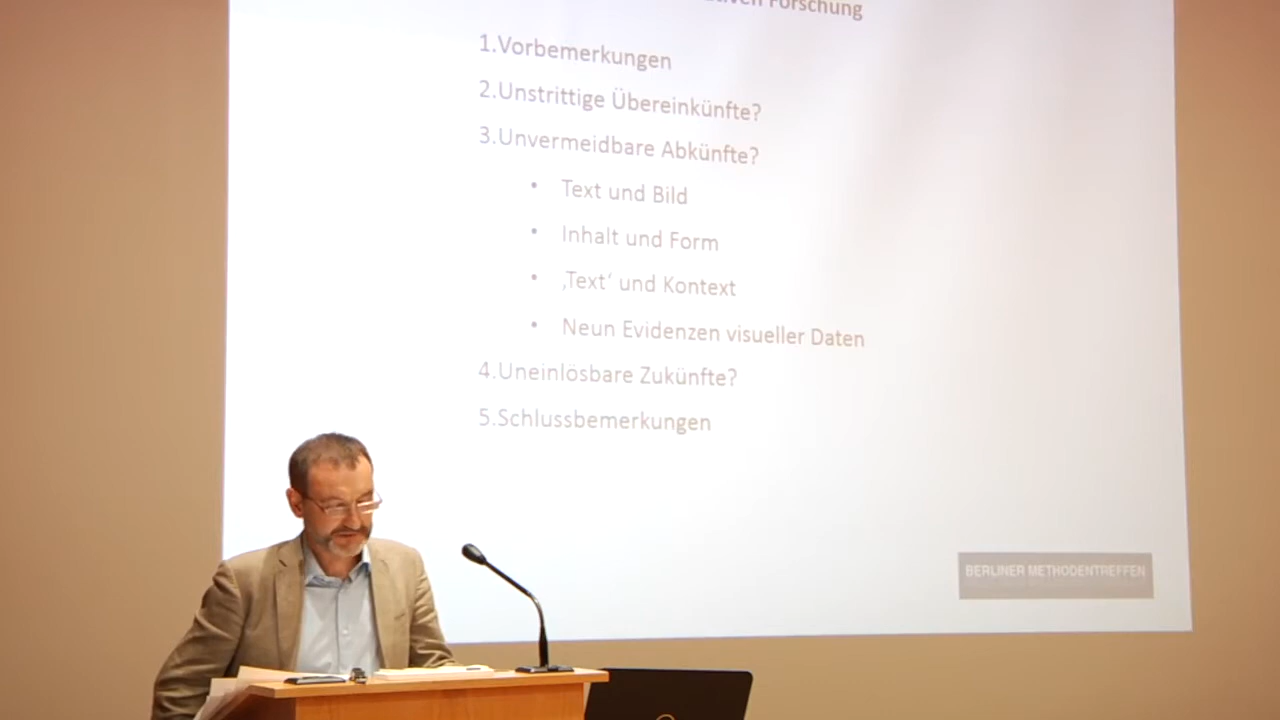 Forschung
1.Vorbemerkungen
2.Unstrittige Übereinkünfte?
3.Unvermeidbare Abkünfte?
• Text und Bild
• Inhalt und Form
• ‚Text‘ und Kontext
• Neun Evidenzen visueller Daten
4.Uneinlösbare Zukünfte?
5.Schlussbemerkungen
BERLINER METHODENTREFFEN